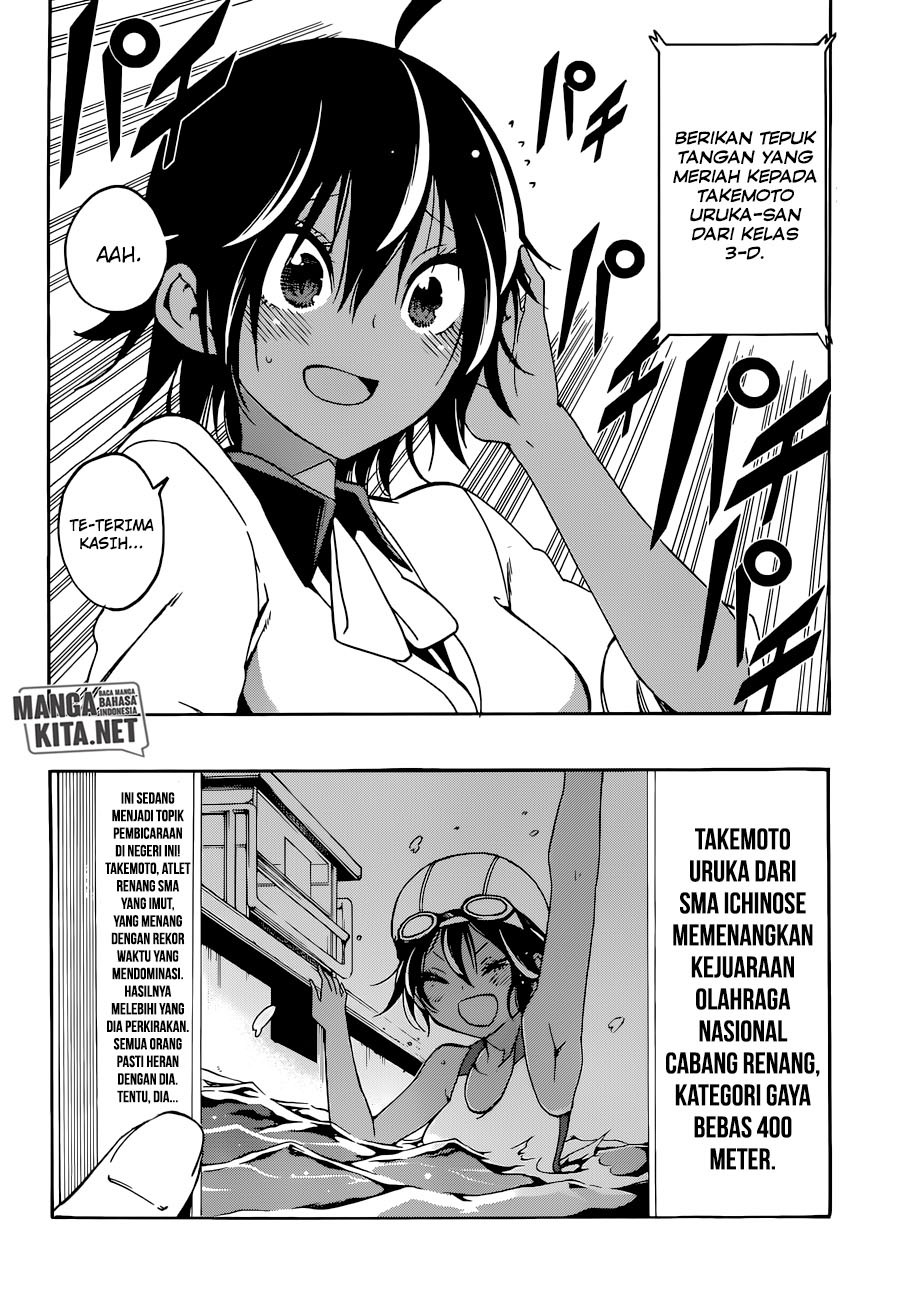 BERIKAN TEPUK
TANGAN YANG
MERIAH KEPADA
TAKEMOTO
URUKA-SAN
DARI KELAS
3-D.
パチ
パチ
パチ
パチ
パチ
AAH.
TE-TERIMA
KASIH...
MANGA
KITA.NET
BACA MANGA
BAHASA
INDONESIA
TAKEMOTO
URUKA DARI
SMA ICHINOSE
MEMENANGKAN
KEJUARAAN
OLAHRAGA
NASIONAL
CABANG RENANG,
KATEGORI GAYA
BEBAS 400
METER.
INI SEDANG
MENJADI TOPIK
PEMBICARAAN
DI NEGERI INI!
TAKEMOTO, ATLET
RENANG SMA
YANG IMUT,
YANG MENANG
DENGAN REKOR
WAKTU YANG
MENDOMINASI.
HASILNYA
MELEBIHI YANG
DIA PERKIRAKAN.
SEMUA ORANG
PASTI HERAN
DENGAN DIA.
TENTU, DIA...